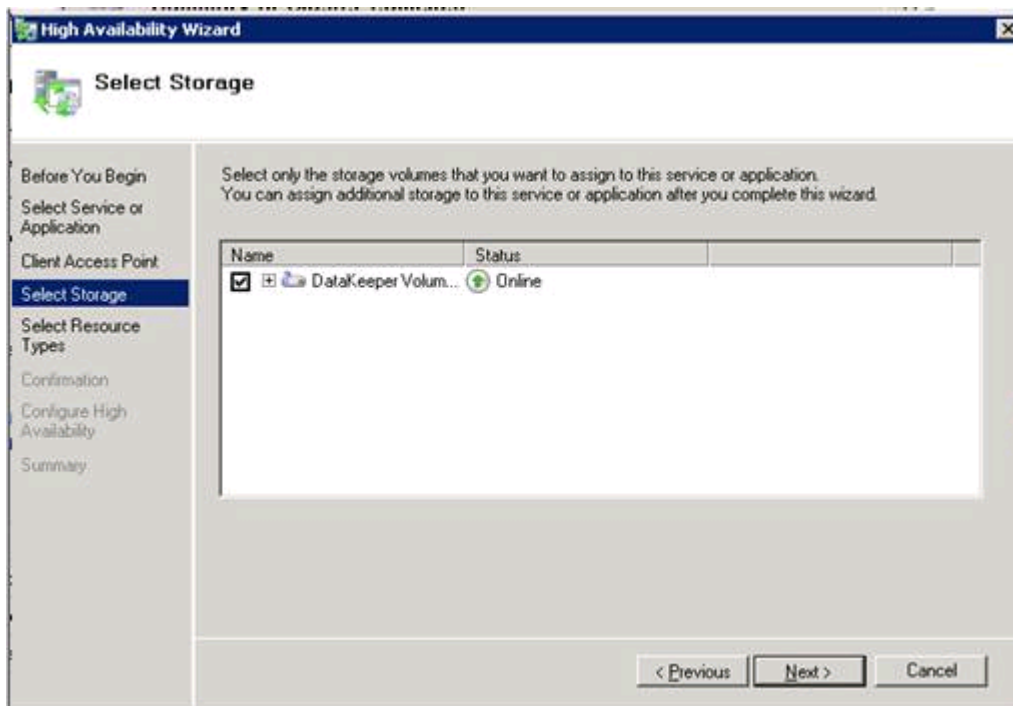 High Availability Wizard
Select Storage
Before You Begin
Select Service or
Application
Client Access Point
Select Storage
Select Resource
Types
Confirmation
Configure High
Availability
Summary
Select only the storage volumes that you want to assign to this service or application.
You can assign additional storage to this service or application after you complete this wizard.
Name Status
DataKeeper Volum... Online
< Previous Next > Cancel